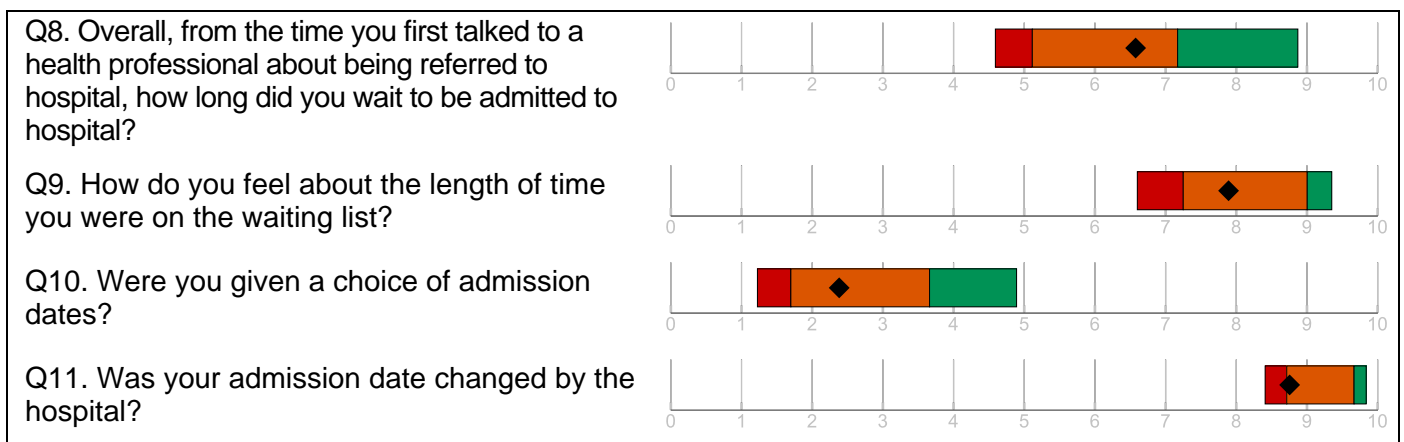 Q8. Overall, from the time you first talked to a
health professional about being referred to
hospital, how long did you wait to be admitted to
hospital?
0 1 2 3 4 5 6 7 8 9 10
Q9. How do you feel about the length of time
you were on the waiting list?
0 1 2 3 4 5 6 7 8 9 10
Q10. Were you given a choice of admission
dates?
0 1 2 3 4 5 6 7 8 9 10
Q11. Was your admission date changed by the
hospital?
0 1 2 3 4 5 6 7 8 9 10